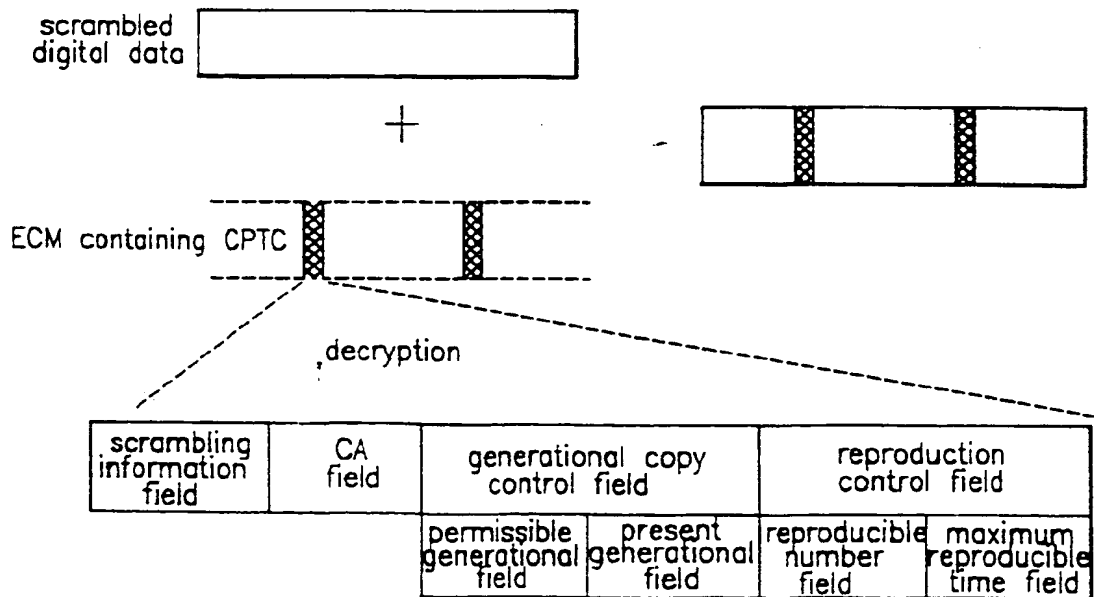 scrambled
digital data
+
ECM containing CPTC
decryption
scrambling
information
field
CA
field
generational copy
control field
reproduction
control field
permissible
generational
field
present
generational
field
reproducible
number
field
maximum
reproducible
time field